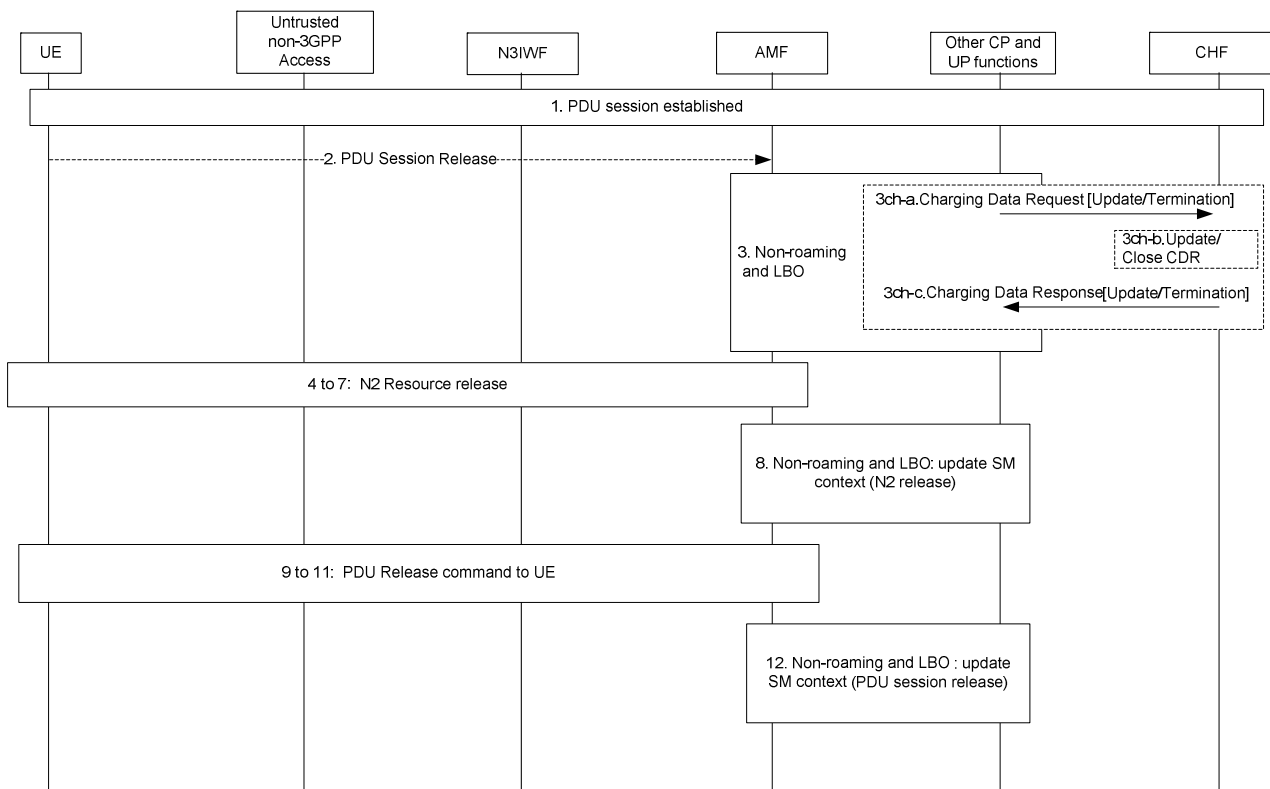 UE
Untrusted
non-3GPP
Access
N3IWF
AMF
Other CP and
UP functions
CHF
1. PDU session established
2. PDU Session Release
3ch-a.Charging Data Request [Update/Termination]
3ch-b.Update/
Close CDR
3. Non-roaming
and LBO
3ch-c.Charging Data Response[Update/Termination]
4 to 7: N2 Resource release
8. Non-roaming and LBO: update SM
context (N2 release)
9 to 11: PDU Release command to UE
12. Non-roaming and LBO : update
SM context (PDU session release)